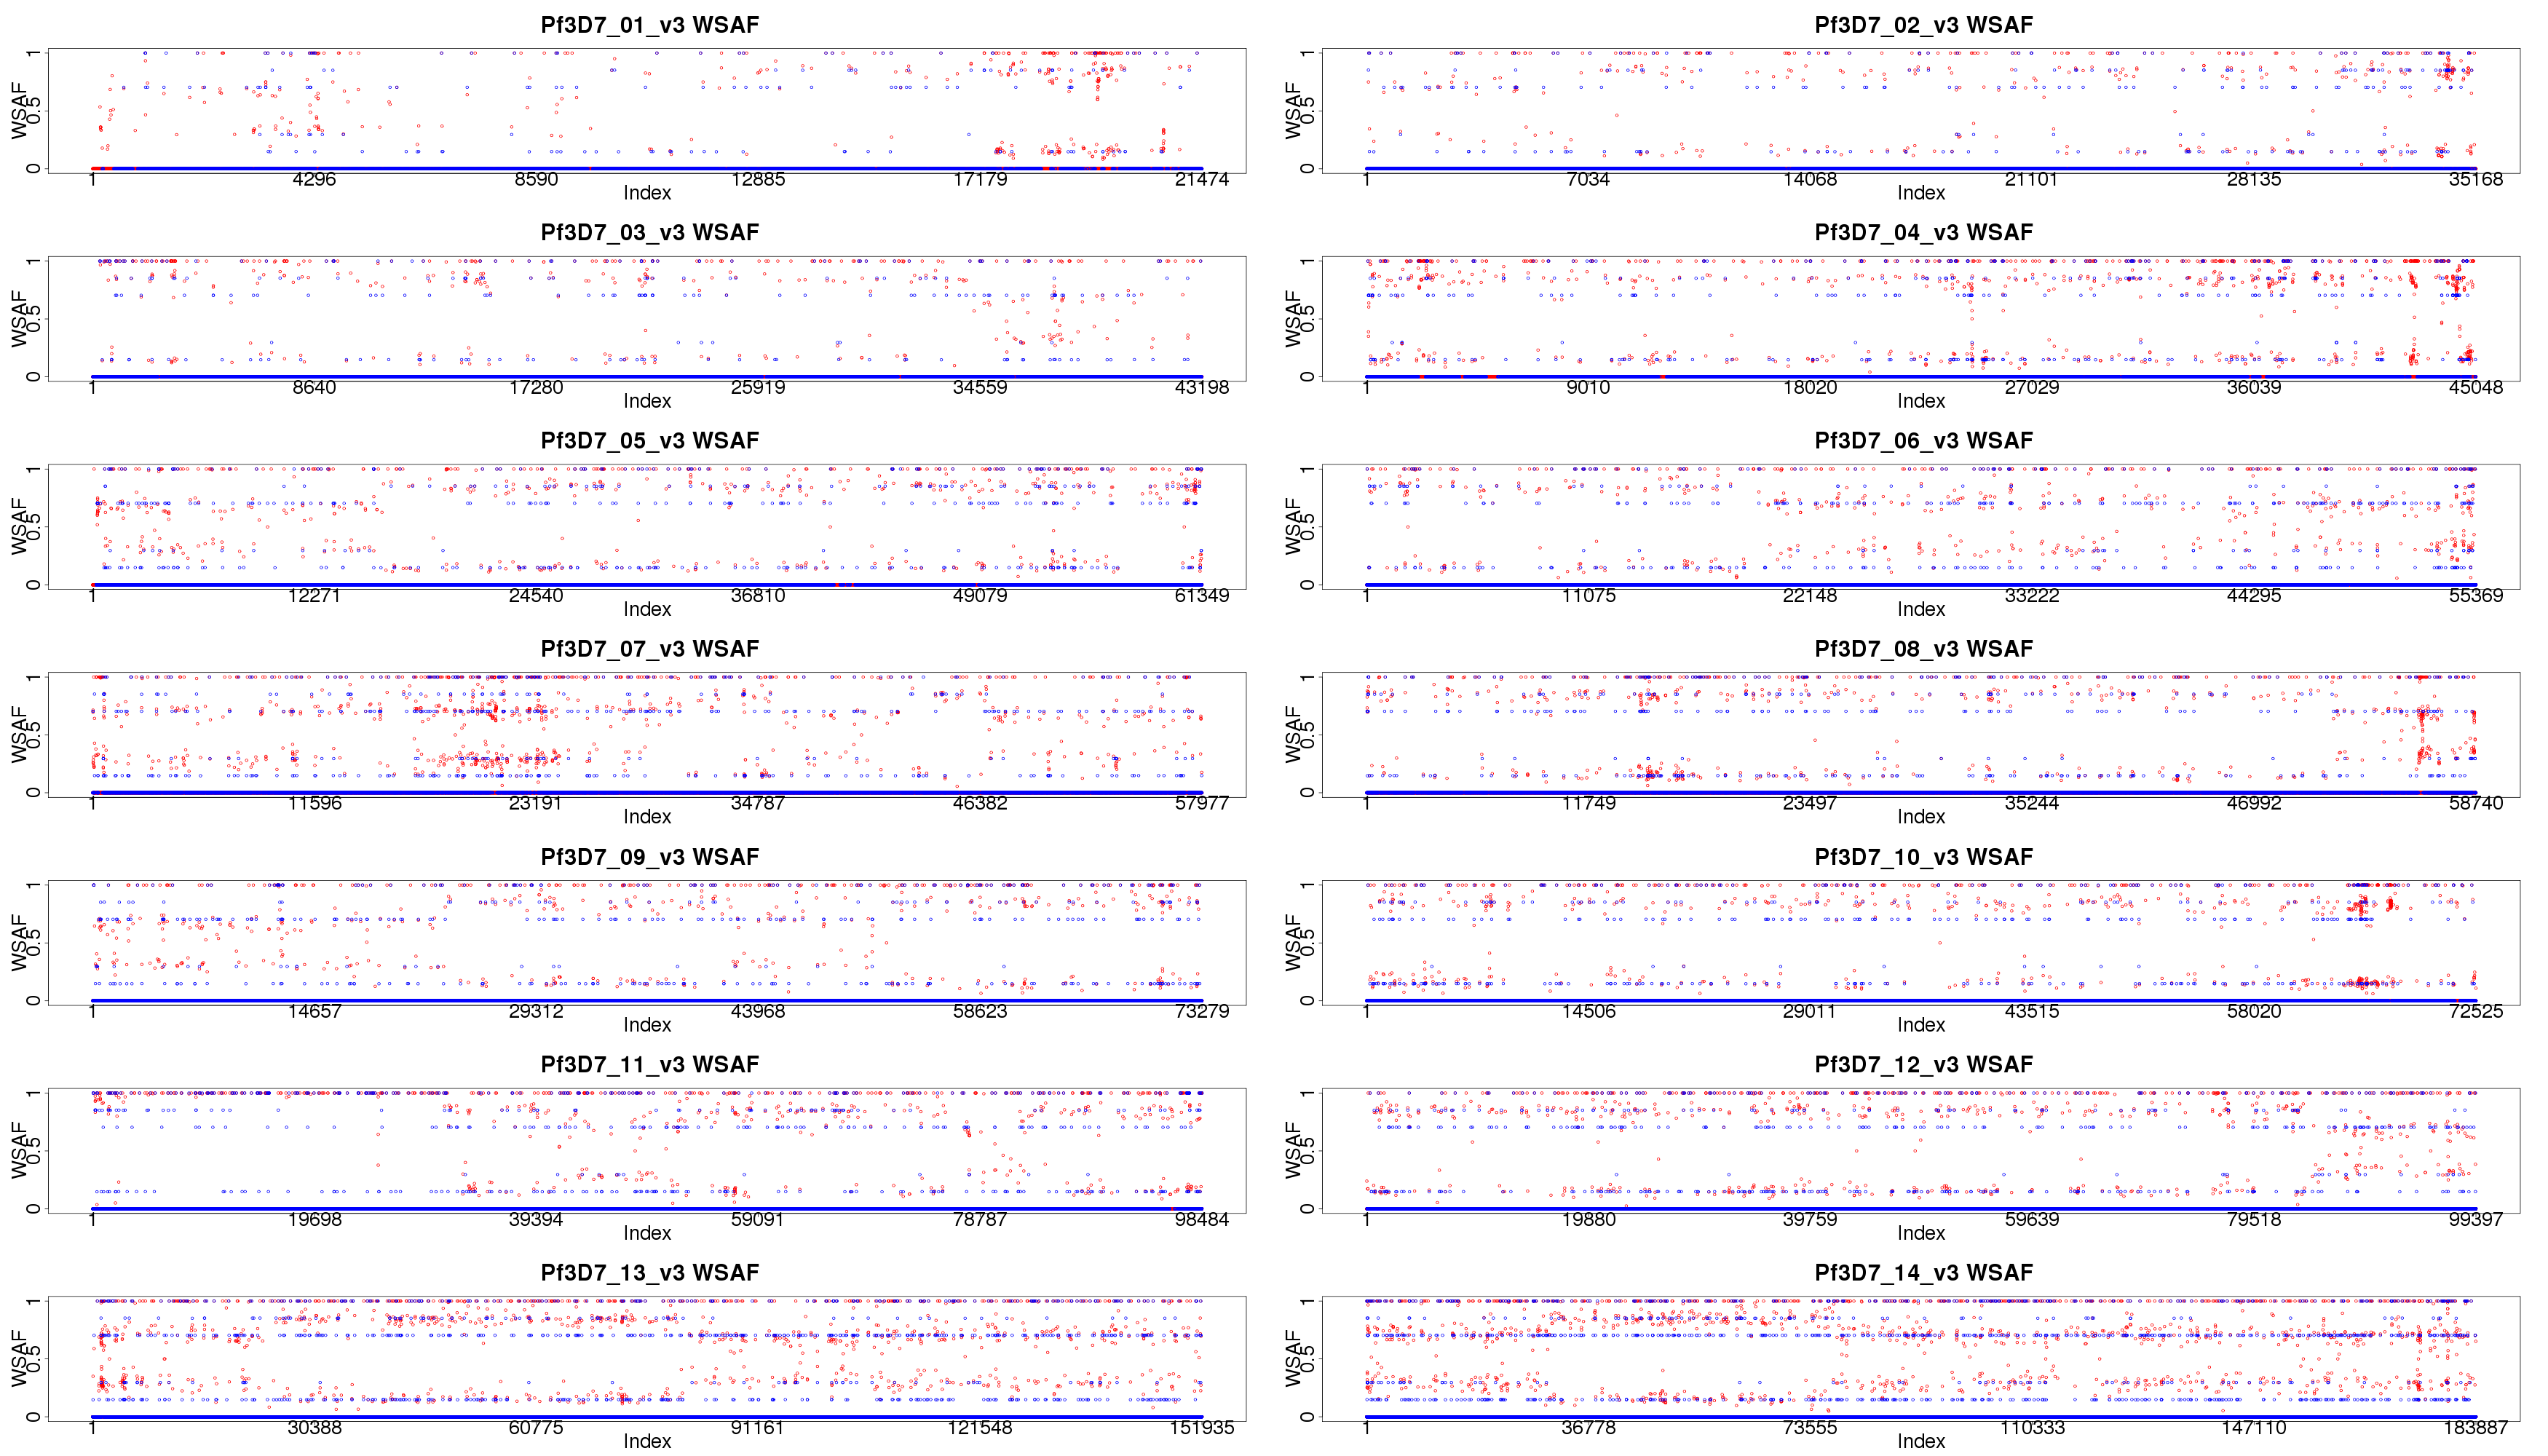 Pf3D7_01_v3 WSAF
WSAF
0 0.5 1
1 4296 8590 12885 17179 21474
Index
Pf3D7_02_v3 WSAF
WSAF
0 0.5 1
1 7034 14068 21101 28135 35168
Index
Pf3D7_03_v3 WSAF
WSAF
0 0.5 1
1 8640 17280 25919 34559 43198
Index
Pf3D7_04_v3 WSAF
WSAF
0 0.5 1
1 9010 18020 27029 36039 45048
Index
Pf3D7_05_v3 WSAF
WSAF
0 0.5 1
1 12271 24540 36810 49079 61349
Index
Pf3D7_06_v3 WSAF
WSAF
0 0.5 1
1 11075 22148 33222 44295 55369
Index
Pf3D7_07_v3 WSAF
WSAF
0 0.5 1
1 11596 23191 34787 46382 57977
Index
Pf3D7_08_v3 WSAF
WSAF
0 0.5 1
1 11749 23497 35244 46992 58740
Index
Pf3D7_09_v3 WSAF
WSAF
0 0.5 1
1 14657 29312 43968 58623 73279
Index
Pf3D7_10_v3 WSAF
WSAF
0 0.5 1
1 14506 29011 43515 58020 72525
Index
Pf3D7_11_v3 WSAF
WSAF
0 0.5 1
1 19698 39394 59091 78787 98484
Index
Pf3D7_12_v3 WSAF
WSAF
0 0.5 1
1 19880 39759 59639 79518 99397
Index
Pf3D7_13_v3 WSAF
WSAF
0 0.5 1
1 30388 60775 91161 121548 151935
Index
Pf3D7_14_v3 WSAF
WSAF
0 0.5 1
1 36778 73555 110333 147110 183887
Index